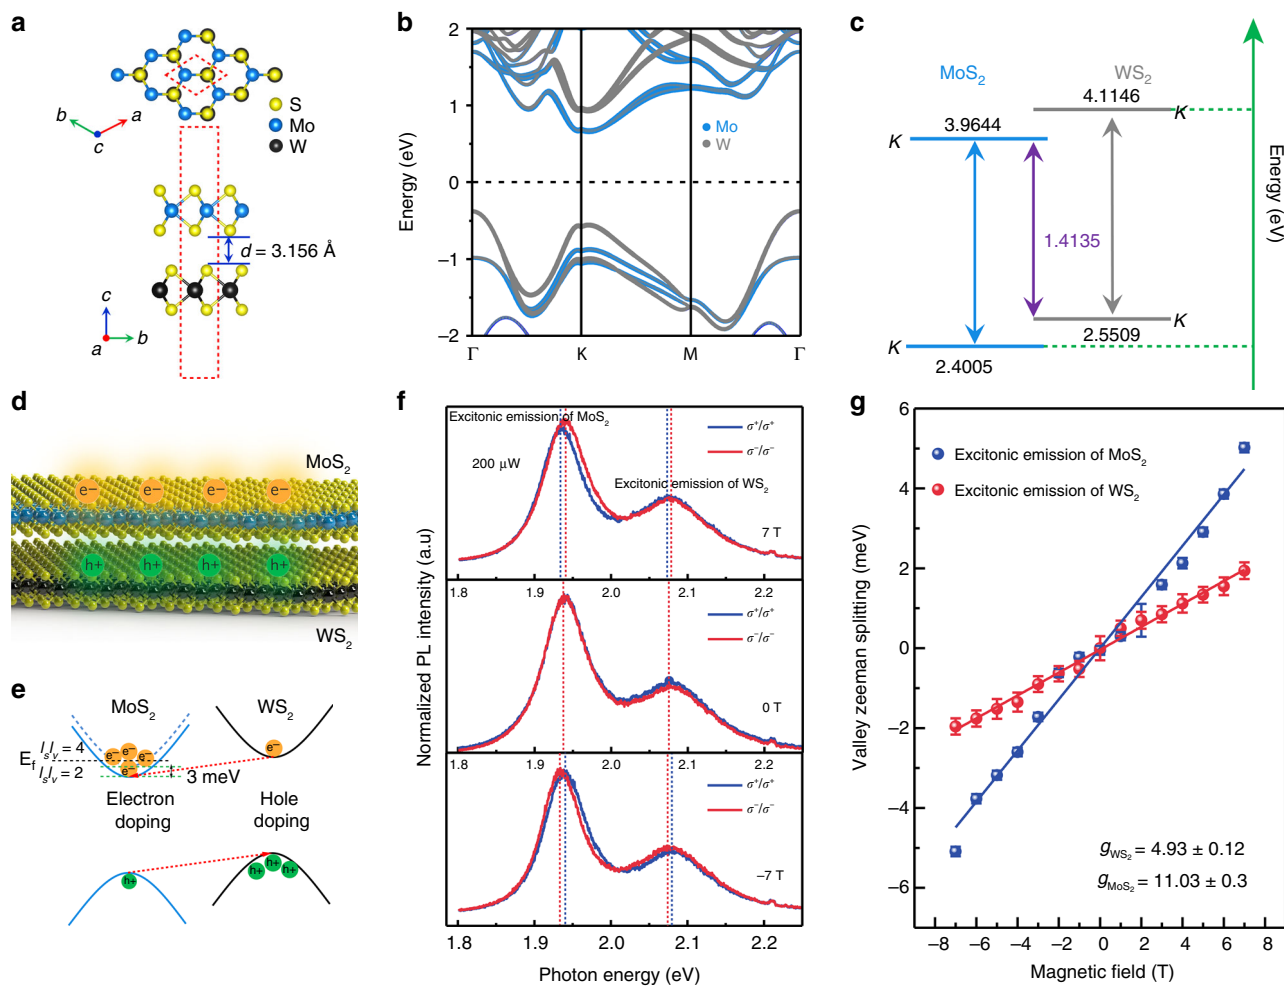 a
S
Mo
W
b
a
c
d = 3.156 Å
c
a
b
b
Energy (eV)
2
1
0
−1
−2
Mo
W
Γ
K
M
Γ
c
MoS2
WS2
4.1146
K
3.9644
K
1.4135
K
2.5509
K
2.4005
Energy (eV)
d
MoS2
e− e− e− e−
h+ h+ h+ h+
WS2
e
MoS2
WS2
lslv = 4
Ef
lslv = 2
e− e− e− e−
e−
3 meV
Electron doping
Hole doping
h+
h+ h+ h+
f
Normalized PL intensity (a.u)
Excitonic emission of MoS2
σ+/σ+
σ−/σ−
200 µW
Excitonic emission of WS2
7 T
1.8 1.9 2.0 2.1 2.2
σ+/σ+
σ−/σ−
0 T
1.8 1.9 2.0 2.1 2.2
σ+/σ+
σ−/σ−
−7 T
1.8 1.9 2.0 2.1 2.2
Photon energy (eV)
g
Valley zeeman splitting (meV)
6
4
2
0
−2
−4
−6
Excitonic emission of MoS2
Excitonic emission of WS2
gWS2 = 4.93 ± 0.12
gMoS2 = 11.03 ± 0.3
−8 −6 −4 −2 0 2 4 6 8
Magnetic field (T)